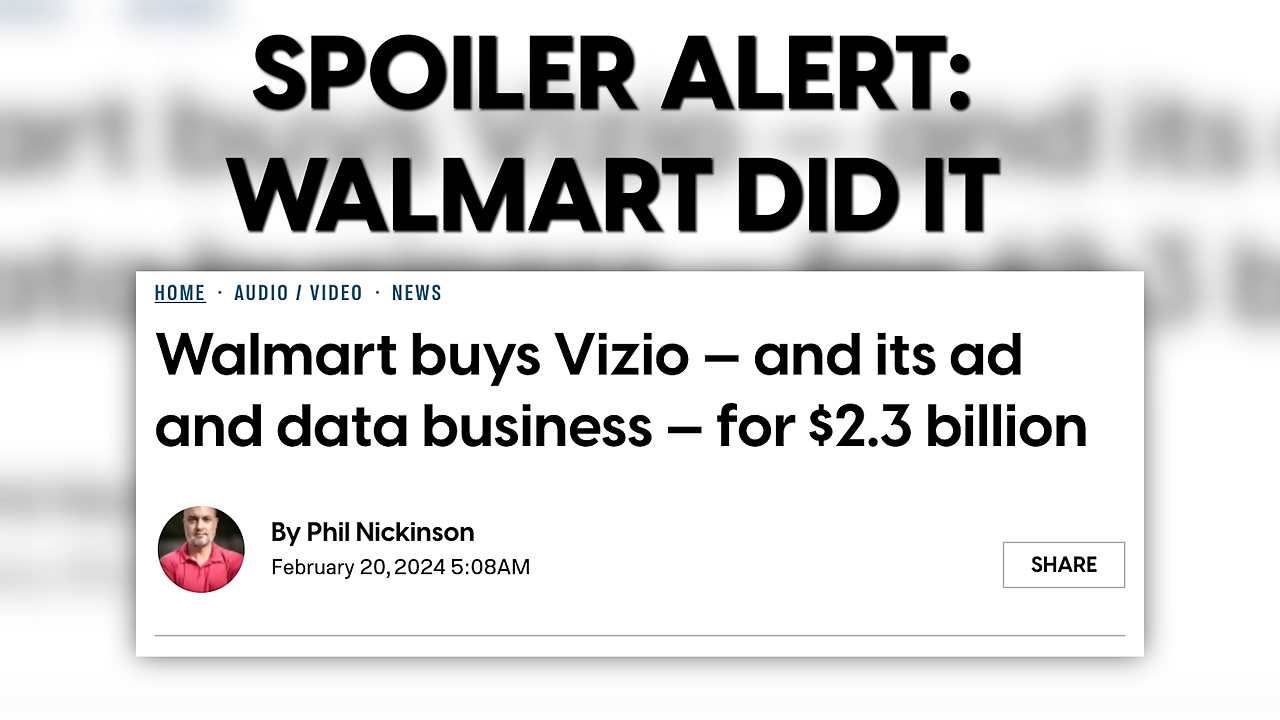 SPOILER ALERT:
WALMART DID IT
HOME · AUDIO / VIDEO · NEWS
Walmart buys Vizio — and its ad
and data business — for $2.3 billion
By Phil Nickinson
February 20, 2024 5:08AM
SHARE